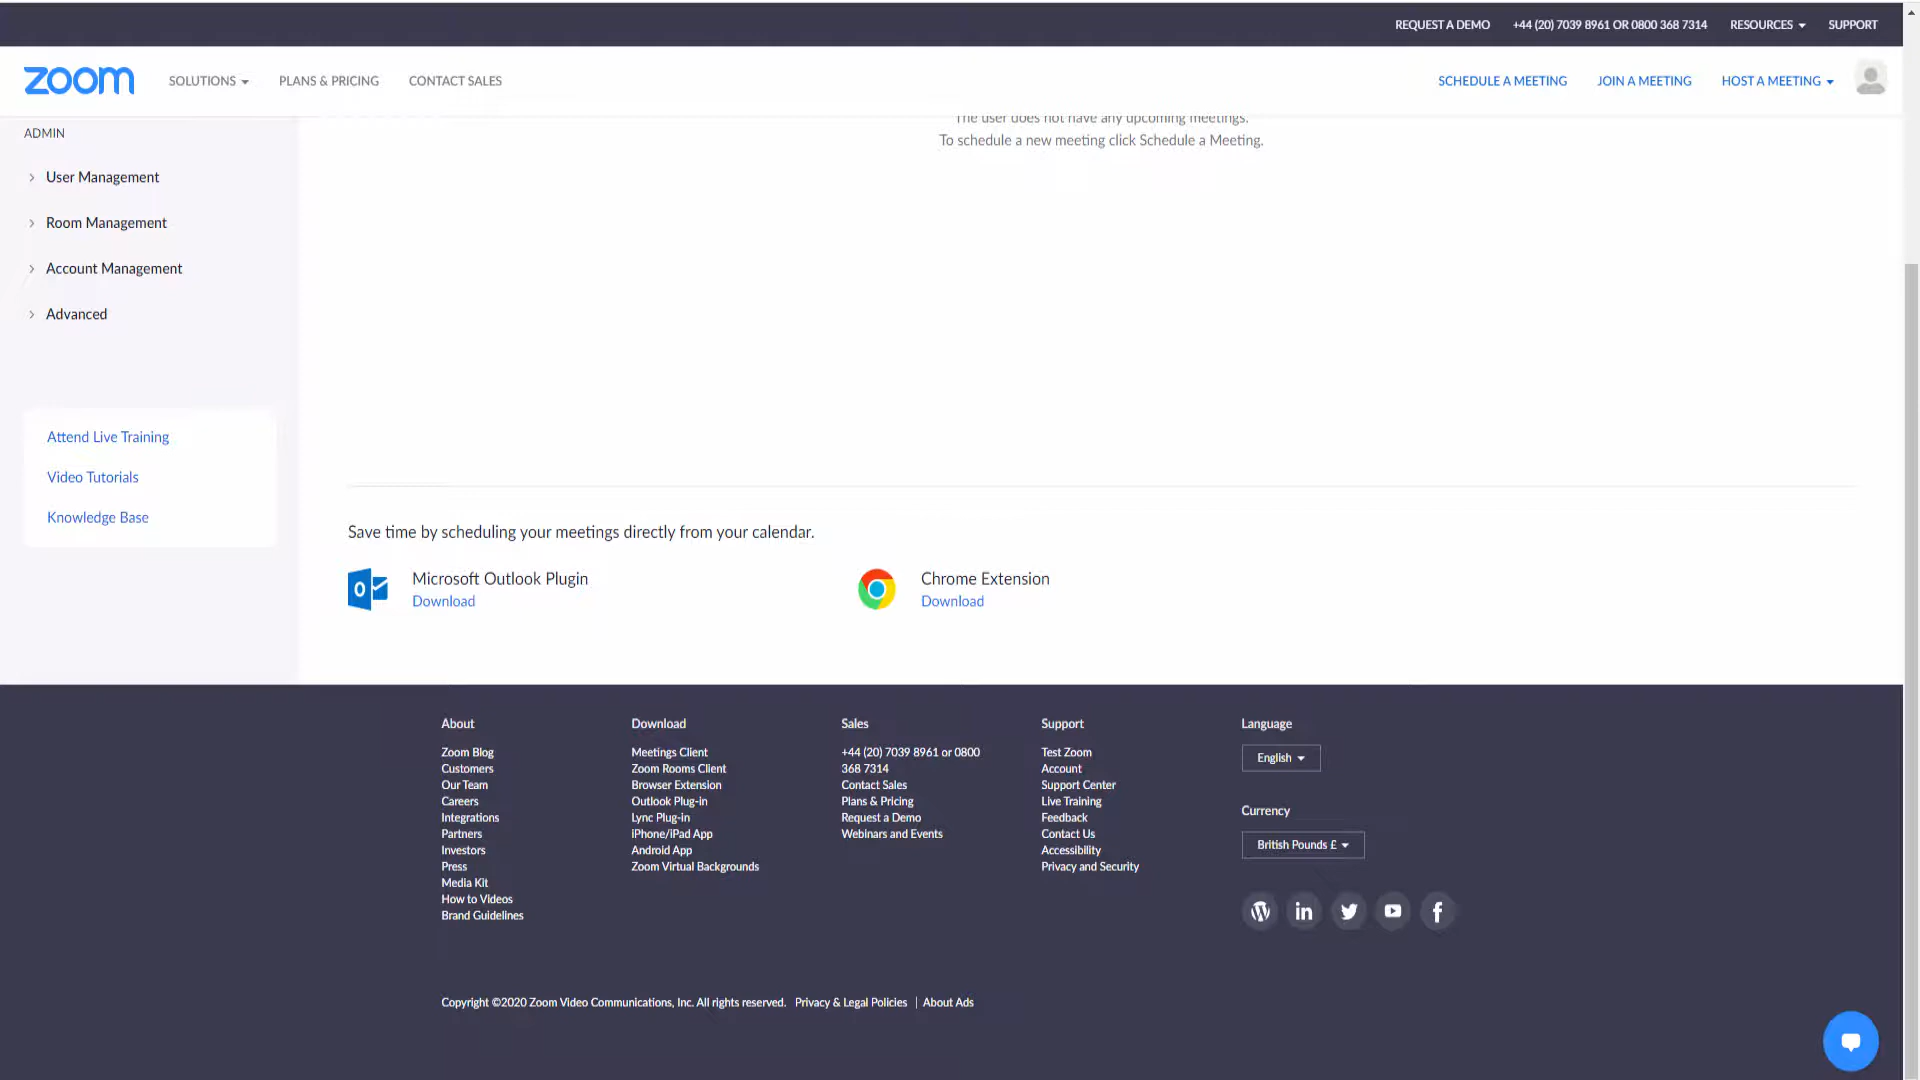 REQUEST A DEMO +44 (20) 7039 8961 OR 0800 368 7314 RESOURCES SUPPORT
zoom SOLUTIONS PLANS & PRICING CONTACT SALES SCHEDULE A MEETING JOIN A MEETING HOST A MEETING
The user does not have any upcoming meetings.
To schedule a new meeting click Schedule a Meeting.
ADMIN
User Management
Room Management
Account Management
Advanced
Attend Live Training
Video Tutorials
Knowledge Base
Save time by scheduling your meetings directly from your calendar.
Microsoft Outlook Plugin
Download
Chrome Extension
Download
About
Zoom Blog
Customers
Our Team
Careers
Integrations
Partners
Investors
Press
Media Kit
How to Videos
Brand Guidelines
Download
Meetings Client
Zoom Rooms Client
Browser Extension
Outlook Plug-in
Lync Plug-in
iPhone/iPad App
Android App
Zoom Virtual Backgrounds
Sales
+44 (20) 7039 8961 or 0800
368 7314
Contact Sales
Plans & Pricing
Request a Demo
Webinars and Events
Support
Test Zoom
Account
Support Center
Live Training
Feedback
Contact Us
Accessibility
Privacy and Security
Language
English
Currency
British Pounds £
Copyright ©2020 Zoom Video Communications, Inc. All rights reserved. Privacy & Legal Policies | About Ads